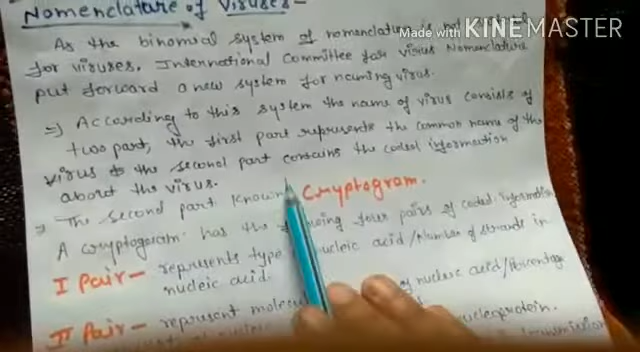 Nomenclature of Viruses-
Made with KINEMASTER
As the binomial system of nomenclature is not
for viruses. International Committee for Virus Nomenclature
put forward a new system for naming virus.
=> According to this system the name of virus consists of
two part, the first part represents the common name of the
virus & the second part contains the coded information
about the virus.
=> The second part known Cryptogram.
A cryptogram has the four pairs of coded information
I Pair- represents type nucleic acid/Number of strands in
nucleic acid.
II Pair- represent of nucleic acid/Percentage
nucleoprotein.